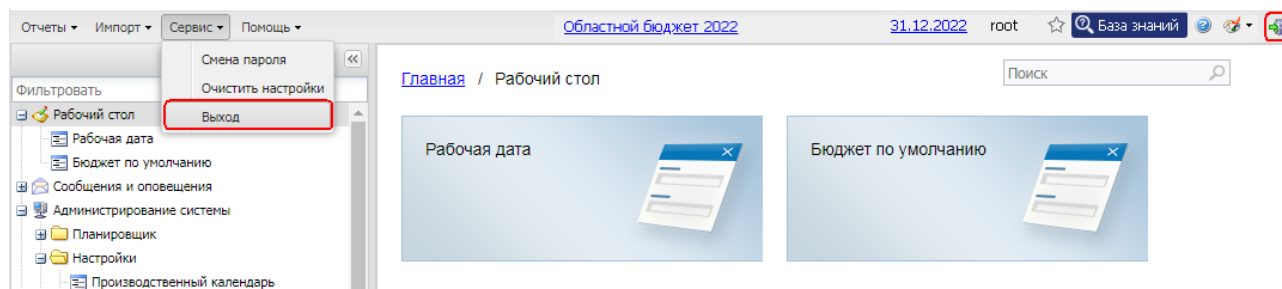 Отчеты Импорт Сервис Помощь Областной бюджет 2022 31.12.2022 root База знаний
Смена пароля
Очистить настройки
Выход
Фильтровать
Рабочий стол
Рабочая дата
Бюджет по умолчанию
Сообщения и оповещения
Администрирование системы
Планировщик
Настройки
Производственный календарь
Главная / Рабочий стол
Поиск
Рабочая дата
Бюджет по умолчанию